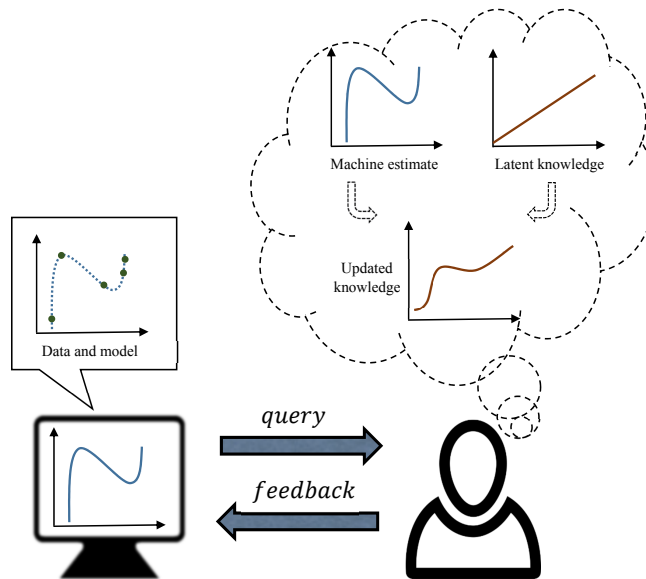 Machine estimate
Latent knowledge
Updated
knowledge
Data and model
query
feedback